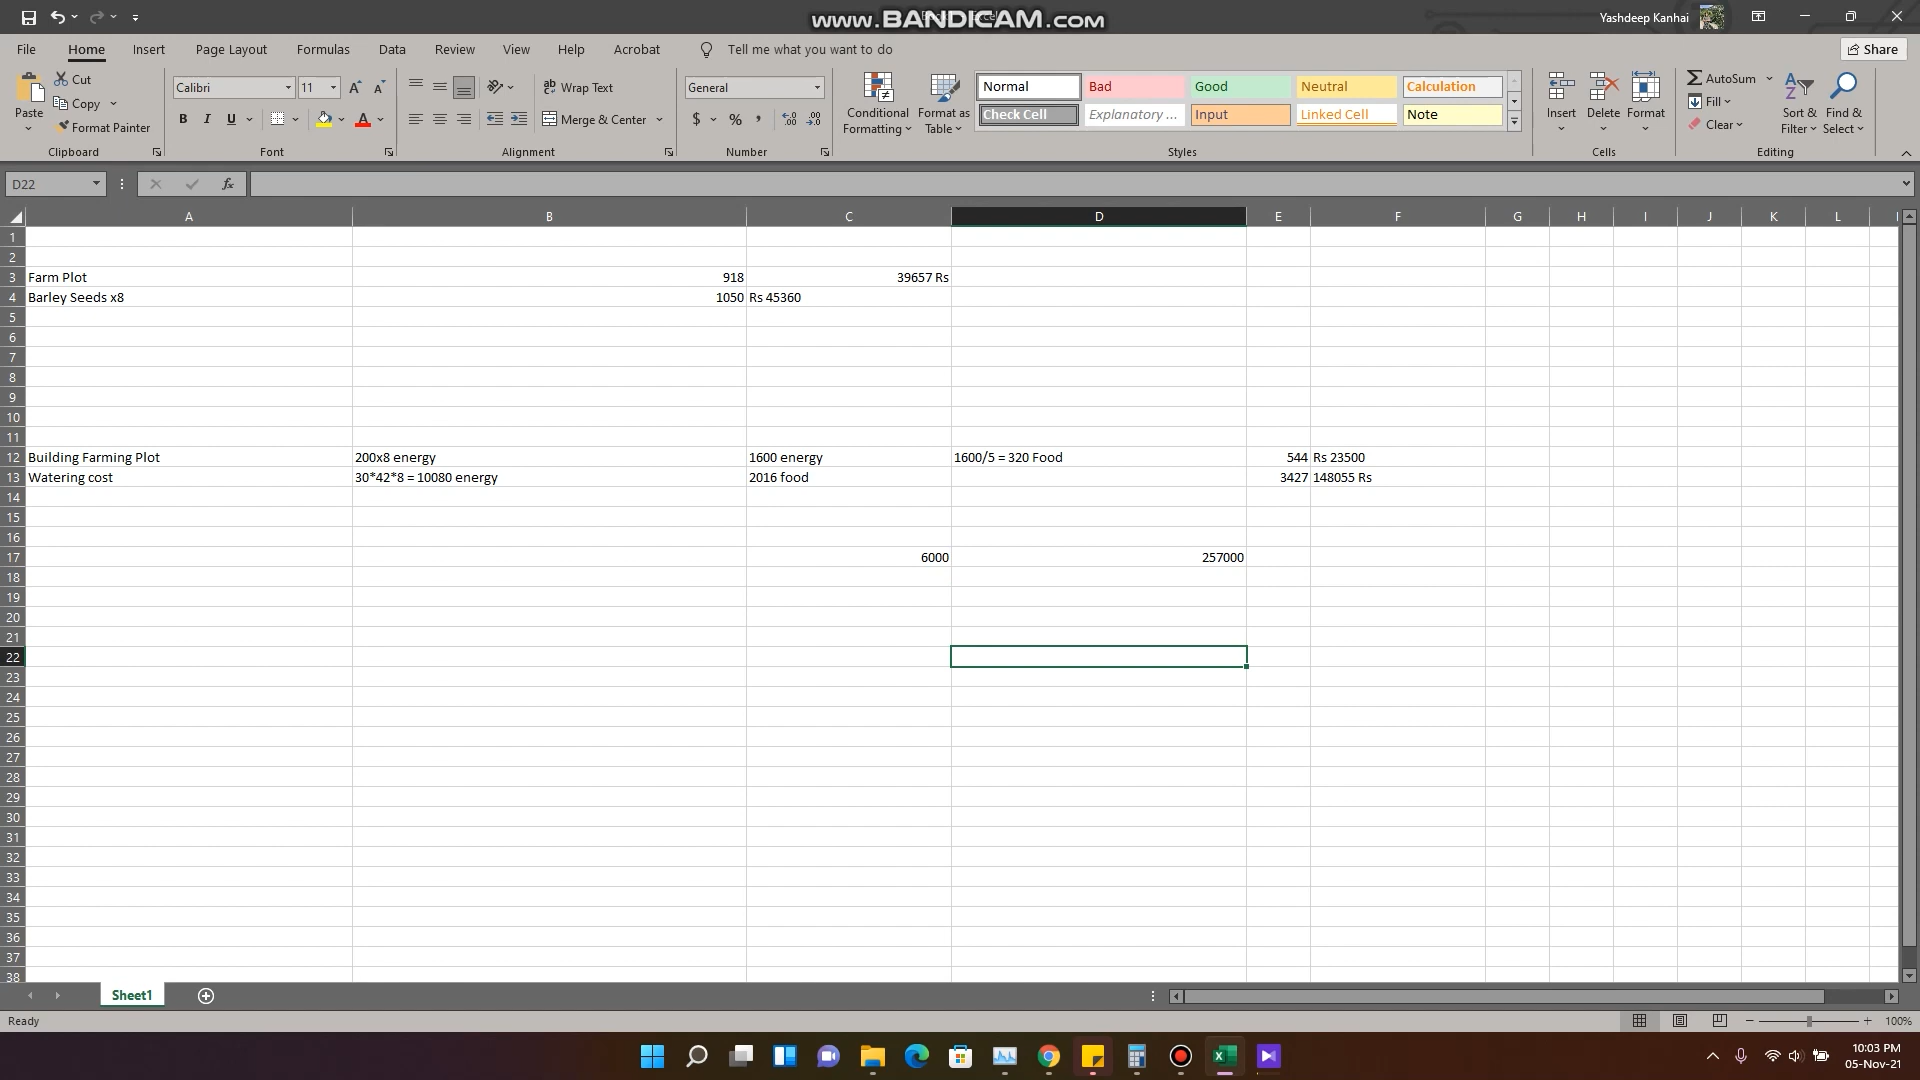 www.BANDICAM.com
Yashdeep Kanhai
File Home Insert Page Layout Formulas Data Review View Help Acrobat Tell me what you want to do Share
Paste
Cut
Copy
Format Painter
Clipboard
Calibri 11
B I U
Font
Wrap Text
Merge & Center
Alignment
General
$ %
Number
Conditional Formatting
Format as Table
Normal Bad Good Neutral Calculation
Check Cell Explanatory ... Input Linked Cell Note
Styles
Insert Delete Format
Cells
AutoSum
Fill
Clear
Sort & Filter
Find & Select
Editing
D22 fx
A B C D E F G H I J K L
1
2
3 Farm Plot 918 39657 Rs
4 Barley Seeds x8 1050 Rs 45360
5
6
7
8
9
10
11
12 Building Farming Plot 200x8 energy 1600 energy 1600/5 = 320 Food 544 Rs 23500
13 Watering cost 30*42*8 = 10080 energy 2016 food 3427 148055 Rs
14
15
16
17 6000 257000
18
19
20
21
22
23
24
25
26
27
28
29
30
31
32
33
34
35
36
37
38
Sheet1
Ready 100%
10:03 PM
05-Nov-21